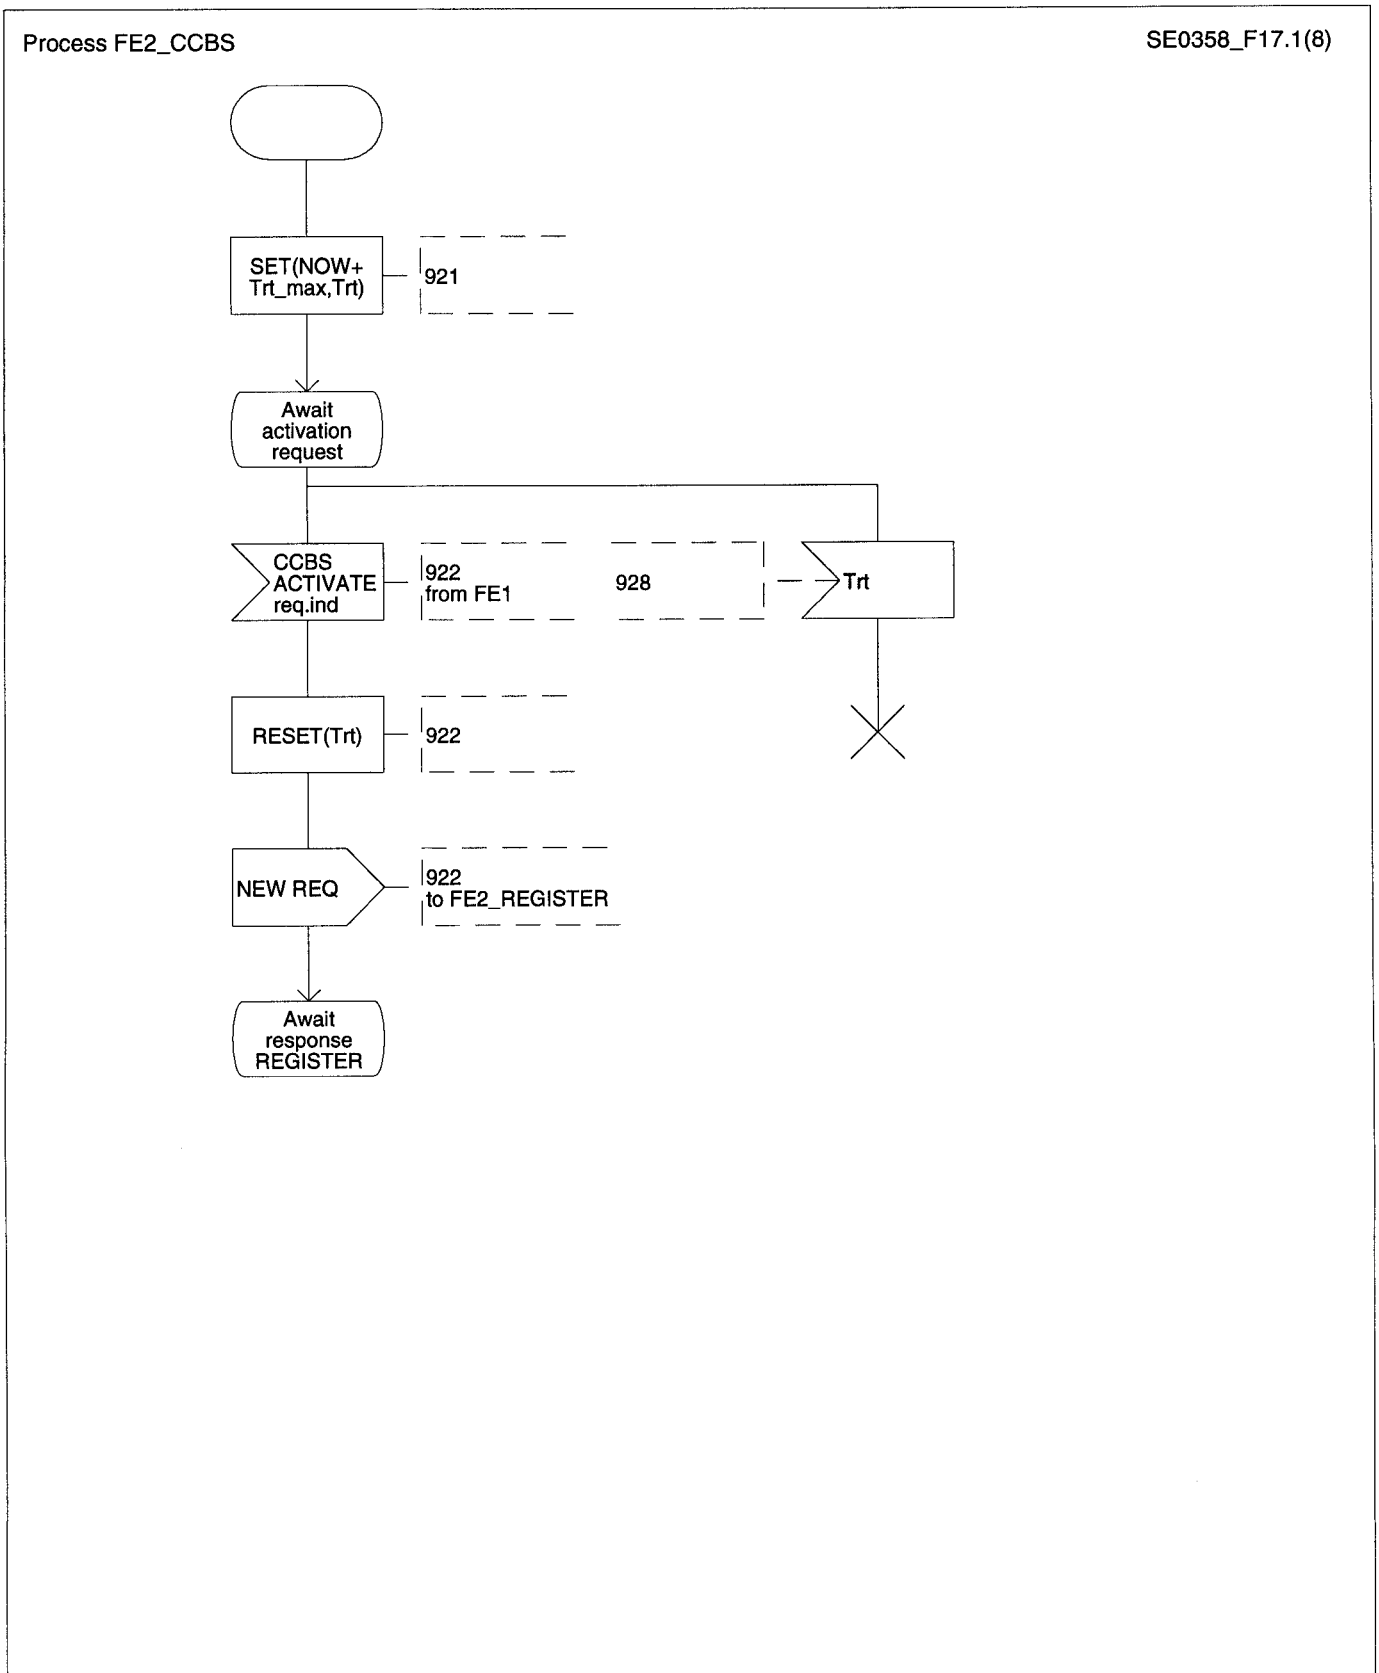 Process FE2_CCBS
SE0358_F17.1(8)
SET(NOW+
Trt_max,Trt)
921
Await
activation
request
CCBS
ACTIVATE
req.ind
922
from FE1
928
Trt
RESET(Trt)
922
NEW REQ
922
to FE2_REGISTER
Await
response
REGISTER